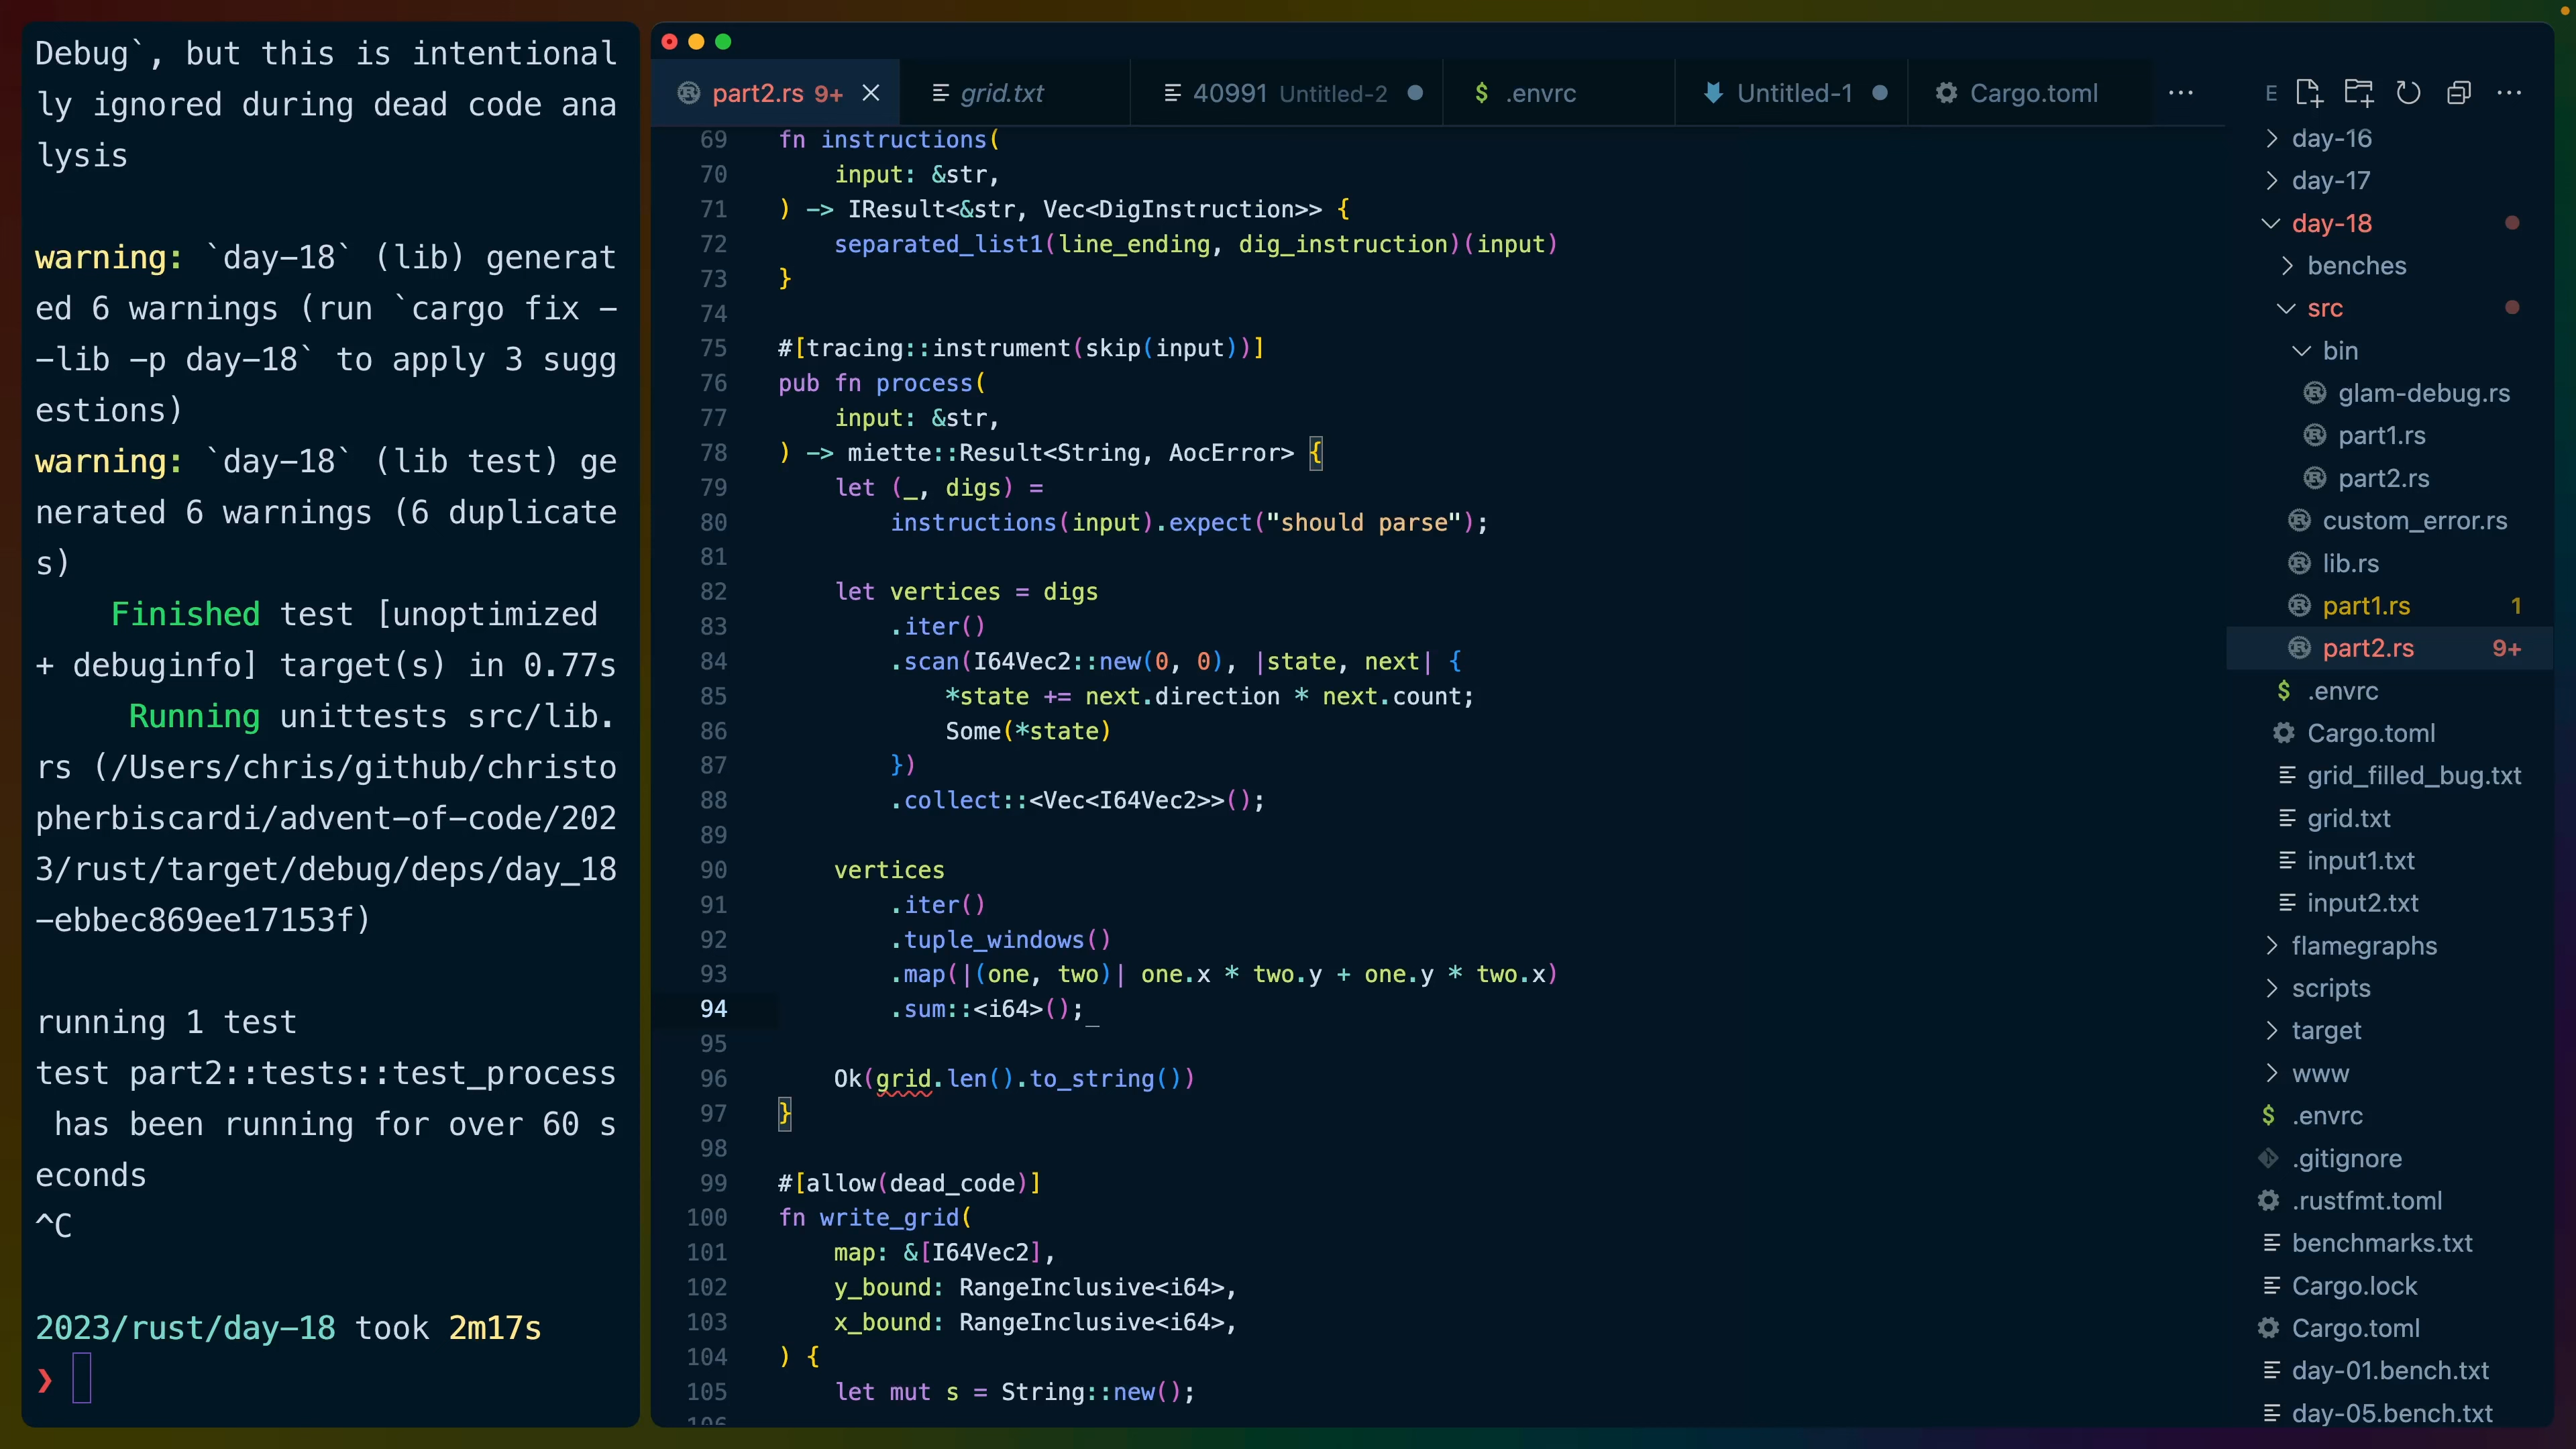 Debug`, but this is intentional
ly ignored during dead code ana
lysis
warning: `day-18` (lib) generat
ed 6 warnings (run `cargo fix -
-lib -p day-18` to apply 3 sugg
estions)
warning: `day-18` (lib test) ge
nerated 6 warnings (6 duplicate
s)
Finished test [unoptimized
+ debuginfo] target(s) in 0.77s
Running unittests src/lib.
rs (/Users/chris/github/christo
pherbiscardi/advent-of-code/202
3/rust/target/debug/deps/day_18
-ebbec869ee17153f)
running 1 test
test part2::tests::test_process
has been running for over 60 s
econds
^C
2023/rust/day-18 took 2m17s
❯
part2.rs 9+
grid.txt
40991 Untitled-2
$ .envrc
Untitled-1
Cargo.toml
69 fn instructions(
70 input: &str,
71 ) -> IResult<&str, Vec<DigInstruction>> {
72 separated_list1(line_ending, dig_instruction)(input)
73 }
74
75 #[tracing::instrument(skip(input))]
76 pub fn process(
77 input: &str,
78 ) -> miette::Result<String, AocError> {
79 let (_, digs) =
80 instructions(input).expect("should parse");
81
82 let vertices = digs
83 .iter()
84 .scan(I64Vec2::new(0, 0), |state, next| {
85 *state += next.direction * next.count;
86 Some(*state)
87 })
88 .collect::<Vec<I64Vec2>>();
89
90 vertices
91 .iter()
92 .tuple_windows()
93 .map(|(one, two)| one.x * two.y + one.y * two.x)
94 .sum::<i64>();
95
96 Ok(grid.len().to_string())
97 }
98
99 #[allow(dead_code)]
100 fn write_grid(
101 map: &[I64Vec2],
102 y_bound: RangeInclusive<i64>,
103 x_bound: RangeInclusive<i64>,
104 ) {
105 let mut s = String::new();
106
E
day-16
day-17
day-18
benches
src
bin
glam-debug.rs
part1.rs
part2.rs
custom_error.rs
lib.rs
part1.rs 1
part2.rs 9+
$ .envrc
Cargo.toml
grid_filled_bug.txt
grid.txt
input1.txt
input2.txt
flamegraphs
scripts
target
www
$ .envrc
.gitignore
.rustfmt.toml
benchmarks.txt
Cargo.lock
Cargo.toml
day-01.bench.txt
day-05.bench.txt